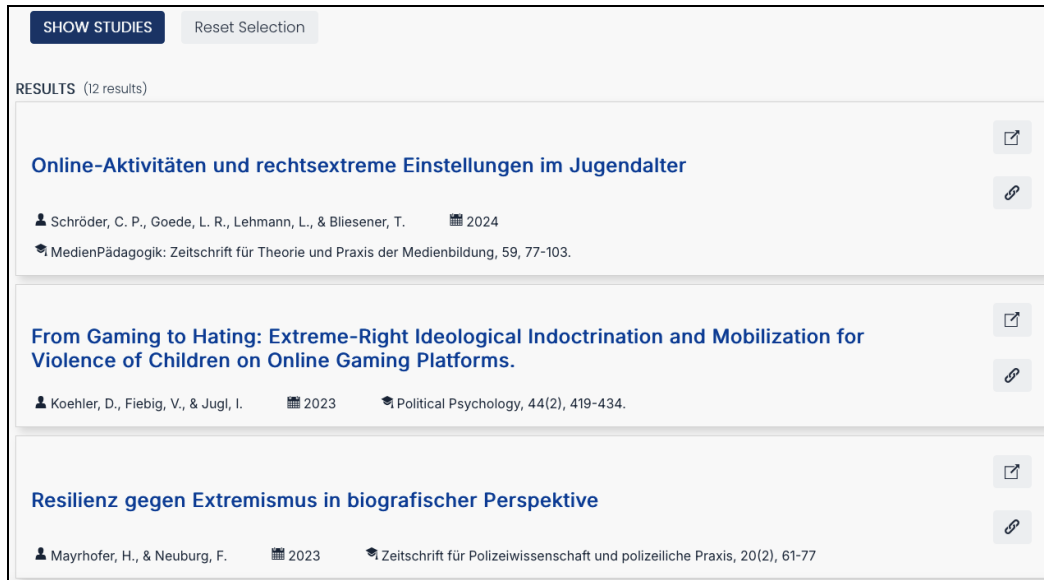 SHOW STUDIES Reset Selection
RESULTS (12 results)
Online-Aktivitäten und rechtsextreme Einstellungen im Jugendalter
Schröder, C. P., Goede, L. R., Lehmann, L., & Bliesener, T. 2024
MedienPädagogik: Zeitschrift für Theorie und Praxis der Medienbildung, 59, 77-103.
From Gaming to Hating: Extreme-Right Ideological Indoctrination and Mobilization for
Violence of Children on Online Gaming Platforms.
Koehler, D., Fiebig, V., & Jugl, I. 2023 Political Psychology, 44(2), 419-434.
Resilienz gegen Extremismus in biografischer Perspektive
Mayrhofer, H., & Neuburg, F. 2023 Zeitschrift für Polizeiwissenschaft und polizeiliche Praxis, 20(2), 61-77